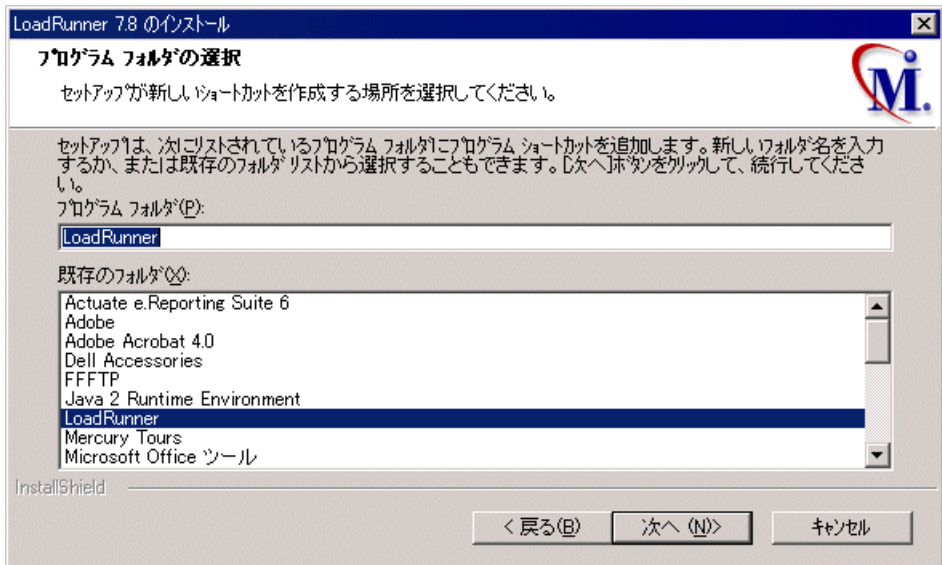 LoadRunner 7.8 のインストール
プログラム フォルダの選択
セットアップが新しいショートカットを作成する場所を選択してください。
M.
セットアップは、次にリストされているプログラム フォルダにプログラム ショートカットを追加します。新しいフォルダ名を入力
するか、または既存のフォルダ リストから選択することもできます。[次へ]ボタンをクリックして、続行してくださ
い。
プログラム フォルダ(P):
LoadRunner
既存のフォルダ(X):
Actuate e.Reporting Suite 6
Adobe
Adobe Acrobat 4.0
Dell Accessories
FFFTP
Java 2 Runtime Environment
LoadRunner
Mercury Tours
Microsoft Office ツール
InstallShield
< 戻る(B)
次へ (N)>
キャンセル